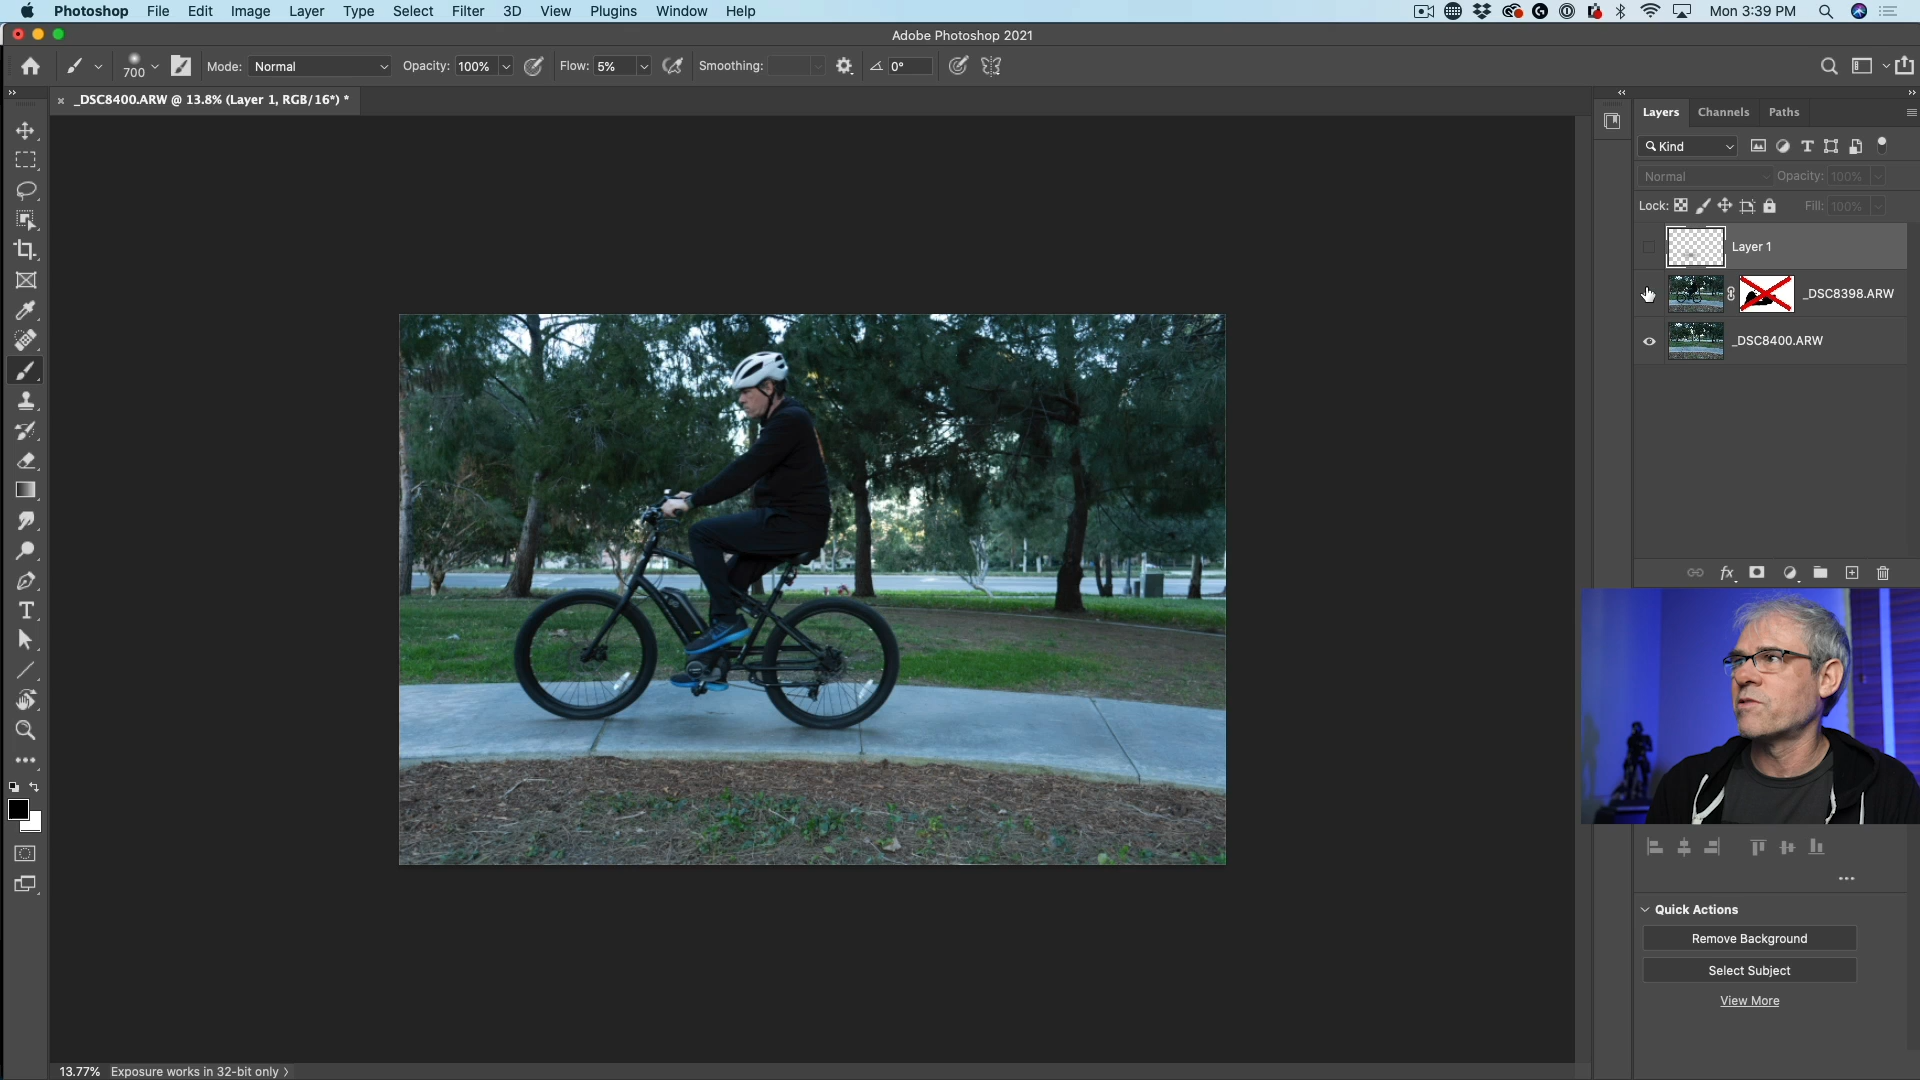 Photoshop File Edit Image Layer Type Select Filter 3D View Plugins Window Help Mon 3:39 PM
Adobe Photoshop 2021
700 Mode: Normal Opacity: 100% Flow: 5% Smoothing: 0°
_DSC8400.ARW @ 13.8% (Layer 1, RGB/16*) *
Layers Channels Paths
Kind
Normal Opacity: 100%
Lock: Fill: 100%
Layer 1
_DSC8398.ARW
_DSC8400.ARW
fx
Quick Actions
Remove Background
Select Subject
View More
13.77% Exposure works in 32-bit only